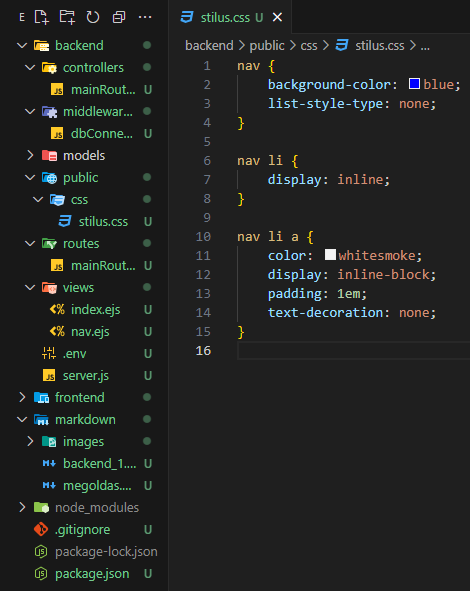 E
backend
controllers
mainRout...
middlewar...
dbConne...
models
public
css
stilus.css U
routes
mainRout... U
views
index.ejs U
nav.ejs U
.env U
server.js U
frontend
markdown
images
backend_1... U
megoldas.... U
node_modules
.gitignore U
package-lock.json
package.json U
stilus.css U
backend > public > css > stilus.css > ...
1 nav {
2 background-color: blue;
3 list-style-type: none;
4 }
5
6 nav li {
7 display: inline;
8 }
9
10 nav li a {
11 color: whitesmoke;
12 display: inline-block;
13 padding: 1em;
14 text-decoration: none;
15 }
16